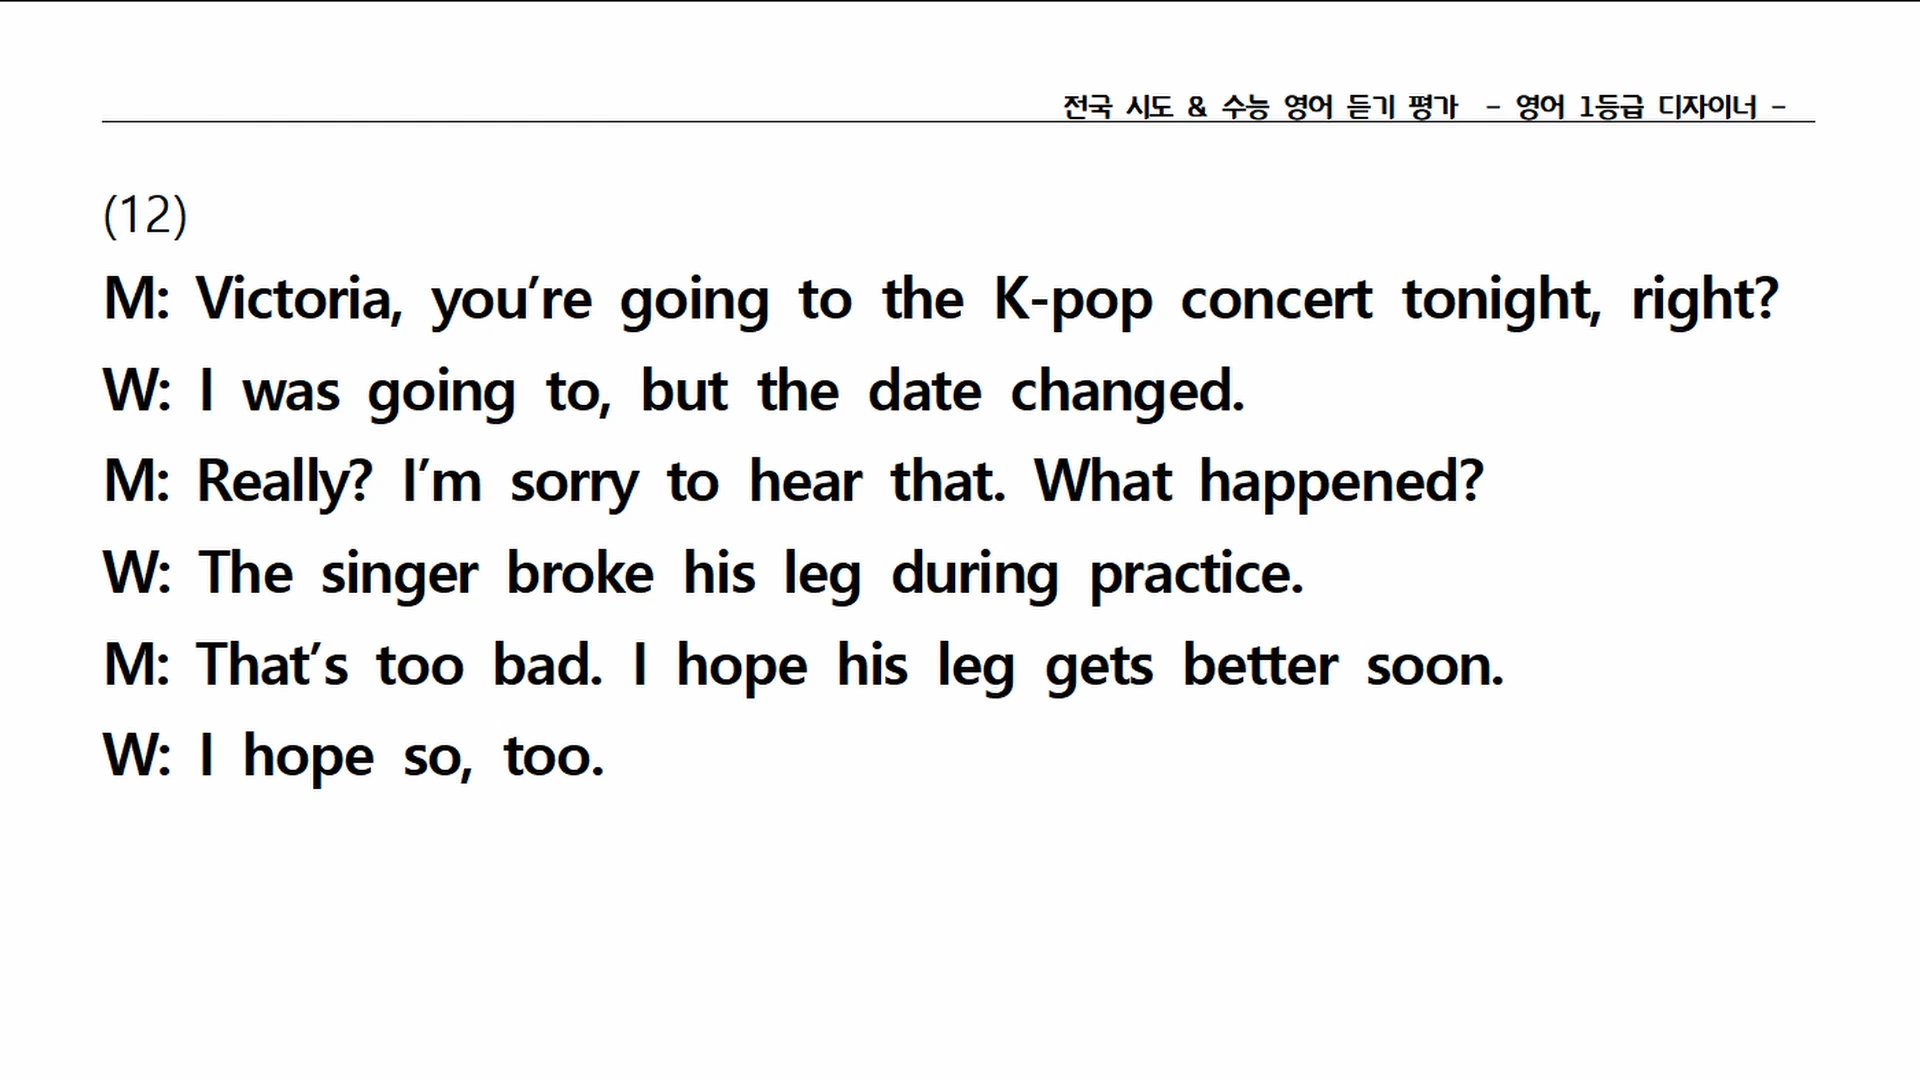 전국 시도 & 수능 영어 듣기 평가 - 영어 1등급 디자이너 -
(12)
M: Victoria, you’re going to the K-pop concert tonight, right?
W: I was going to, but the date changed.
M: Really? I’m sorry to hear that. What happened?
W: The singer broke his leg during practice.
M: That’s too bad. I hope his leg gets better soon.
W: I hope so, too.